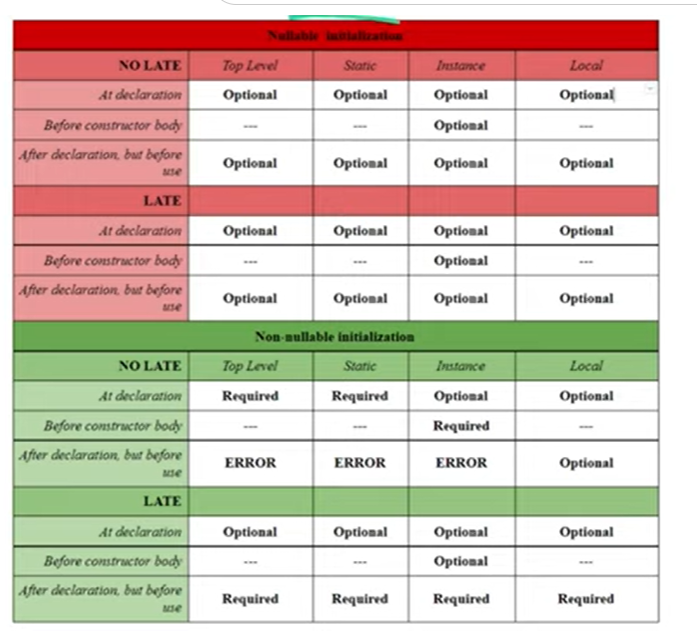 Nullable initialization
NO LATE Top Level Static Instance Local
At declaration Optional Optional Optional Optional
Before constructor body --- --- Optional ---
After declaration, but before use Optional Optional Optional Optional
LATE
At declaration Optional Optional Optional Optional
Before constructor body --- --- Optional ---
After declaration, but before use Optional Optional Optional Optional
Non-nullable initialization
NO LATE Top Level Static Instance Local
At declaration Required Required Optional Optional
Before constructor body --- --- Required ---
After declaration, but before use ERROR ERROR ERROR Optional
LATE
At declaration Optional Optional Optional Optional
Before constructor body --- --- Optional ---
After declaration, but before use Required Required Required Required